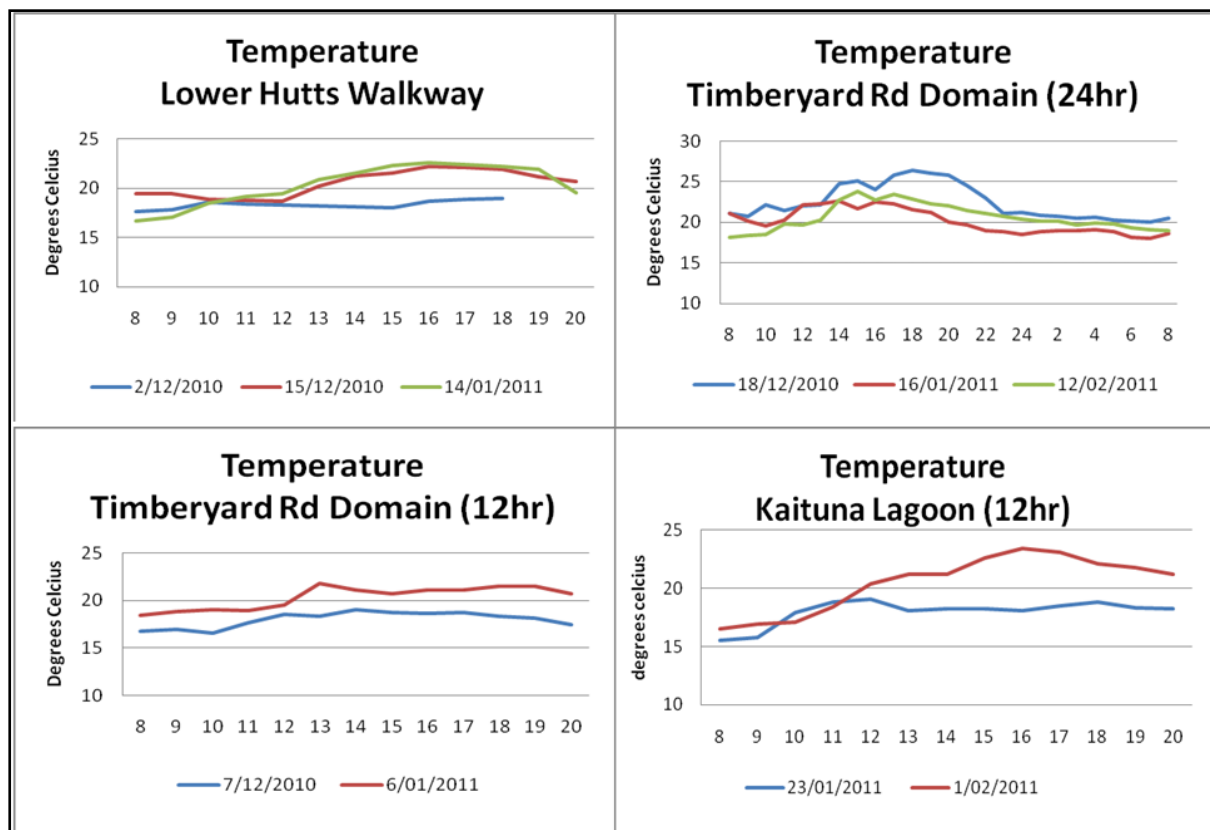 Temperature
Lower Hutts Walkway
Degrees Celcius
25
20
15
10
8 9 10 11 12 13 14 15 16 17 18 19 20
2/12/2010 15/12/2010 14/01/2011
Temperature
Timberyard Rd Domain (24hr)
Degrees Celsius
30
25
20
15
10
8 10 12 14 16 18 20 22 24 2 4 6 8
18/12/2010 16/01/2011 12/02/2011
Temperature
Timberyard Rd Domain (12hr)
Degrees Celcius
25
20
15
10
8 9 10 11 12 13 14 15 16 17 18 19 20
7/12/2010 6/01/2011
Temperature
Kaituna Lagoon (12hr)
degrees celcius
25
20
15
10
8 9 10 11 12 13 14 15 16 17 18 19 20
23/01/2011 1/02/2011